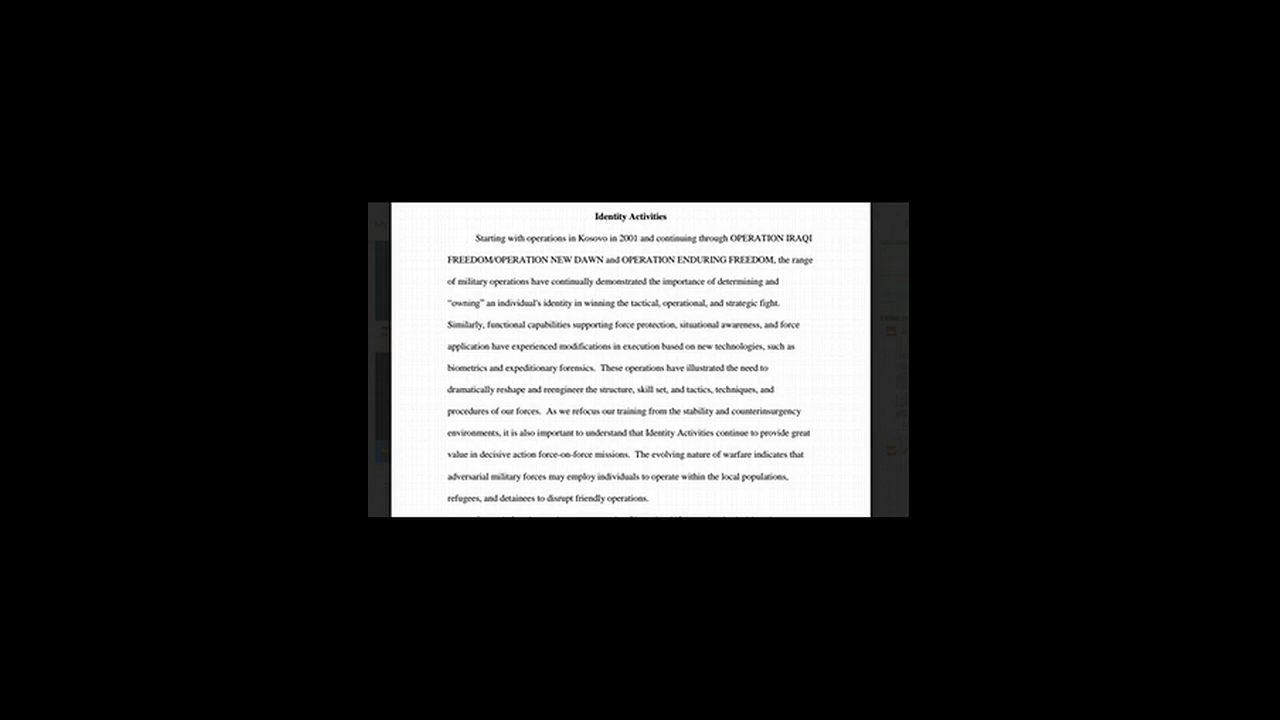 Identity Activities
Starting with operations in Kosovo in 2001 and continuing through OPERATION IRAQI
FREEDOM/OPERATION NEW DAWN and OPERATION ENDURING FREEDOM, the range
of military operations have continually demonstrated the importance of determining and
“owning” an individual's identity in winning the tactical, operational, and strategic fight.
Similarly, functional capabilities supporting force protection, situational awareness, and force
application have experienced modifications in execution based on new technologies, such as
biometrics and expeditionary forensics.  These operations have illustrated the need to
dramatically reshape and reengineer the structure, skill set, and tactics, techniques, and
procedures of our forces.  As we refocus our training from the stability and counterinsurgency
environments, it is also important to understand that Identity Activities continue to provide great
value in decisive action force-on-force missions.  The evolving nature of warfare indicates that
adversarial military forces may employ individuals to operate within the local populations,
refugees, and detainees to disrupt friendly operations.